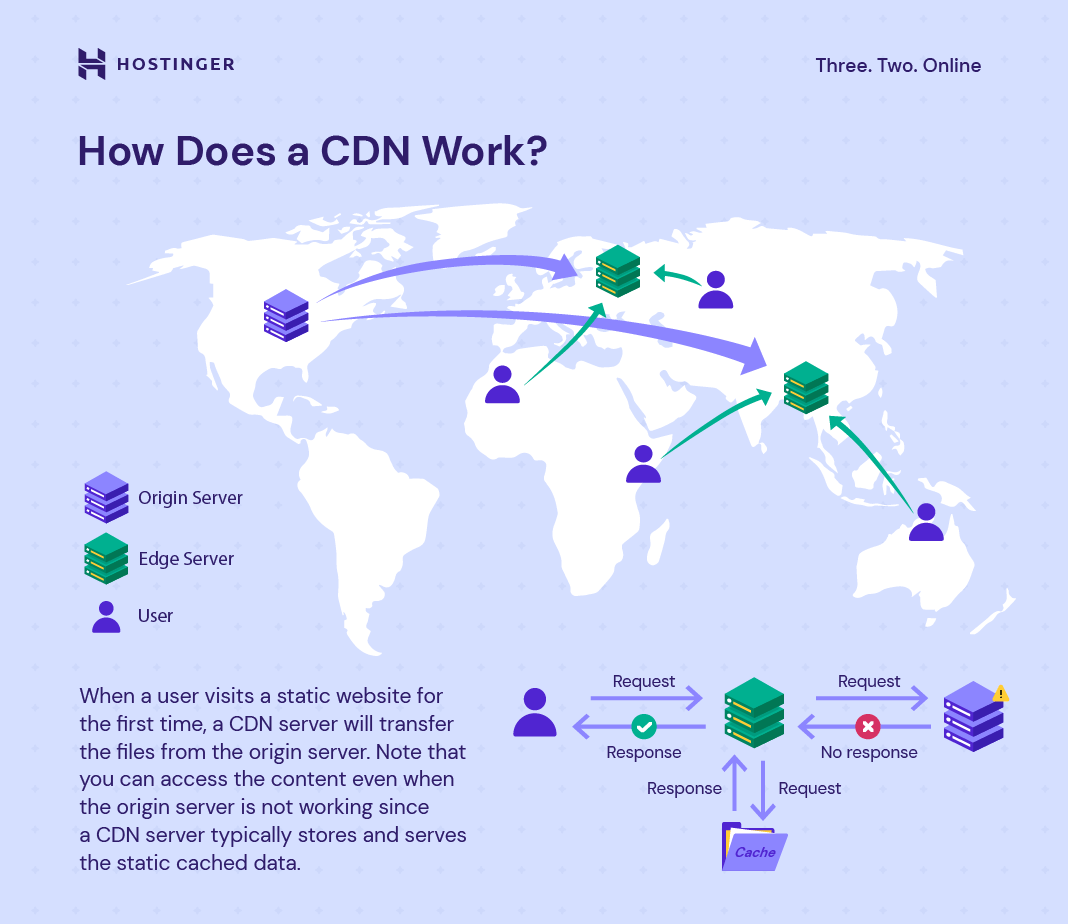 HOSTINGER
Three. Two. Online
How Does a CDN Work?
Origin Server
Edge Server
User
When a user visits a static website for
the first time, a CDN server will transfer
the files from the origin server. Note that
you can access the content even when
the origin server is not working since
a CDN server typically stores and serves
the static cached data.
Request
Request
Response
No response
Response
Request
Cache